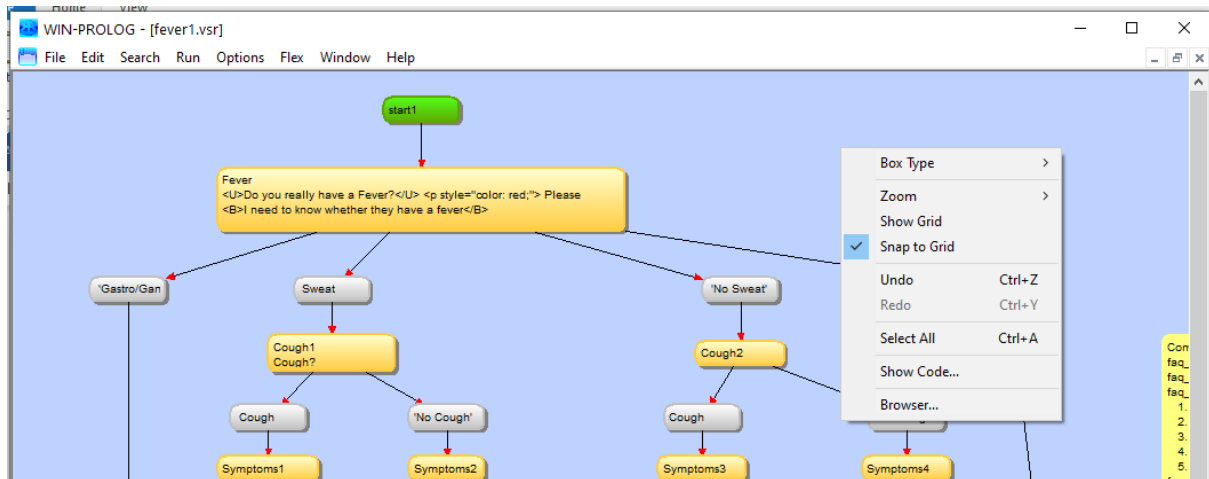 Home View
WIN-PROLOG - [fever1.vsr]
File Edit Search Run Options Flex Window Help
start1
Fever
<U>Do you really have a Fever?</U> <p style="color: red;"> Please
<B>I need to know whether they have a fever</B>
'Gastro/Gan
Sweat
'No Sweat'
Cough1
Cough?
Cough2
Cough
'No Cough'
Cough
Symptoms1
Symptoms2
Symptoms3
Symptoms4
Box Type
Zoom
Show Grid
Snap to Grid
Undo Ctrl+Z
Redo Ctrl+Y
Select All Ctrl+A
Show Code...
Browser...
Com
faq_
faq_
faq_
1.
2.
3.
4.
5.